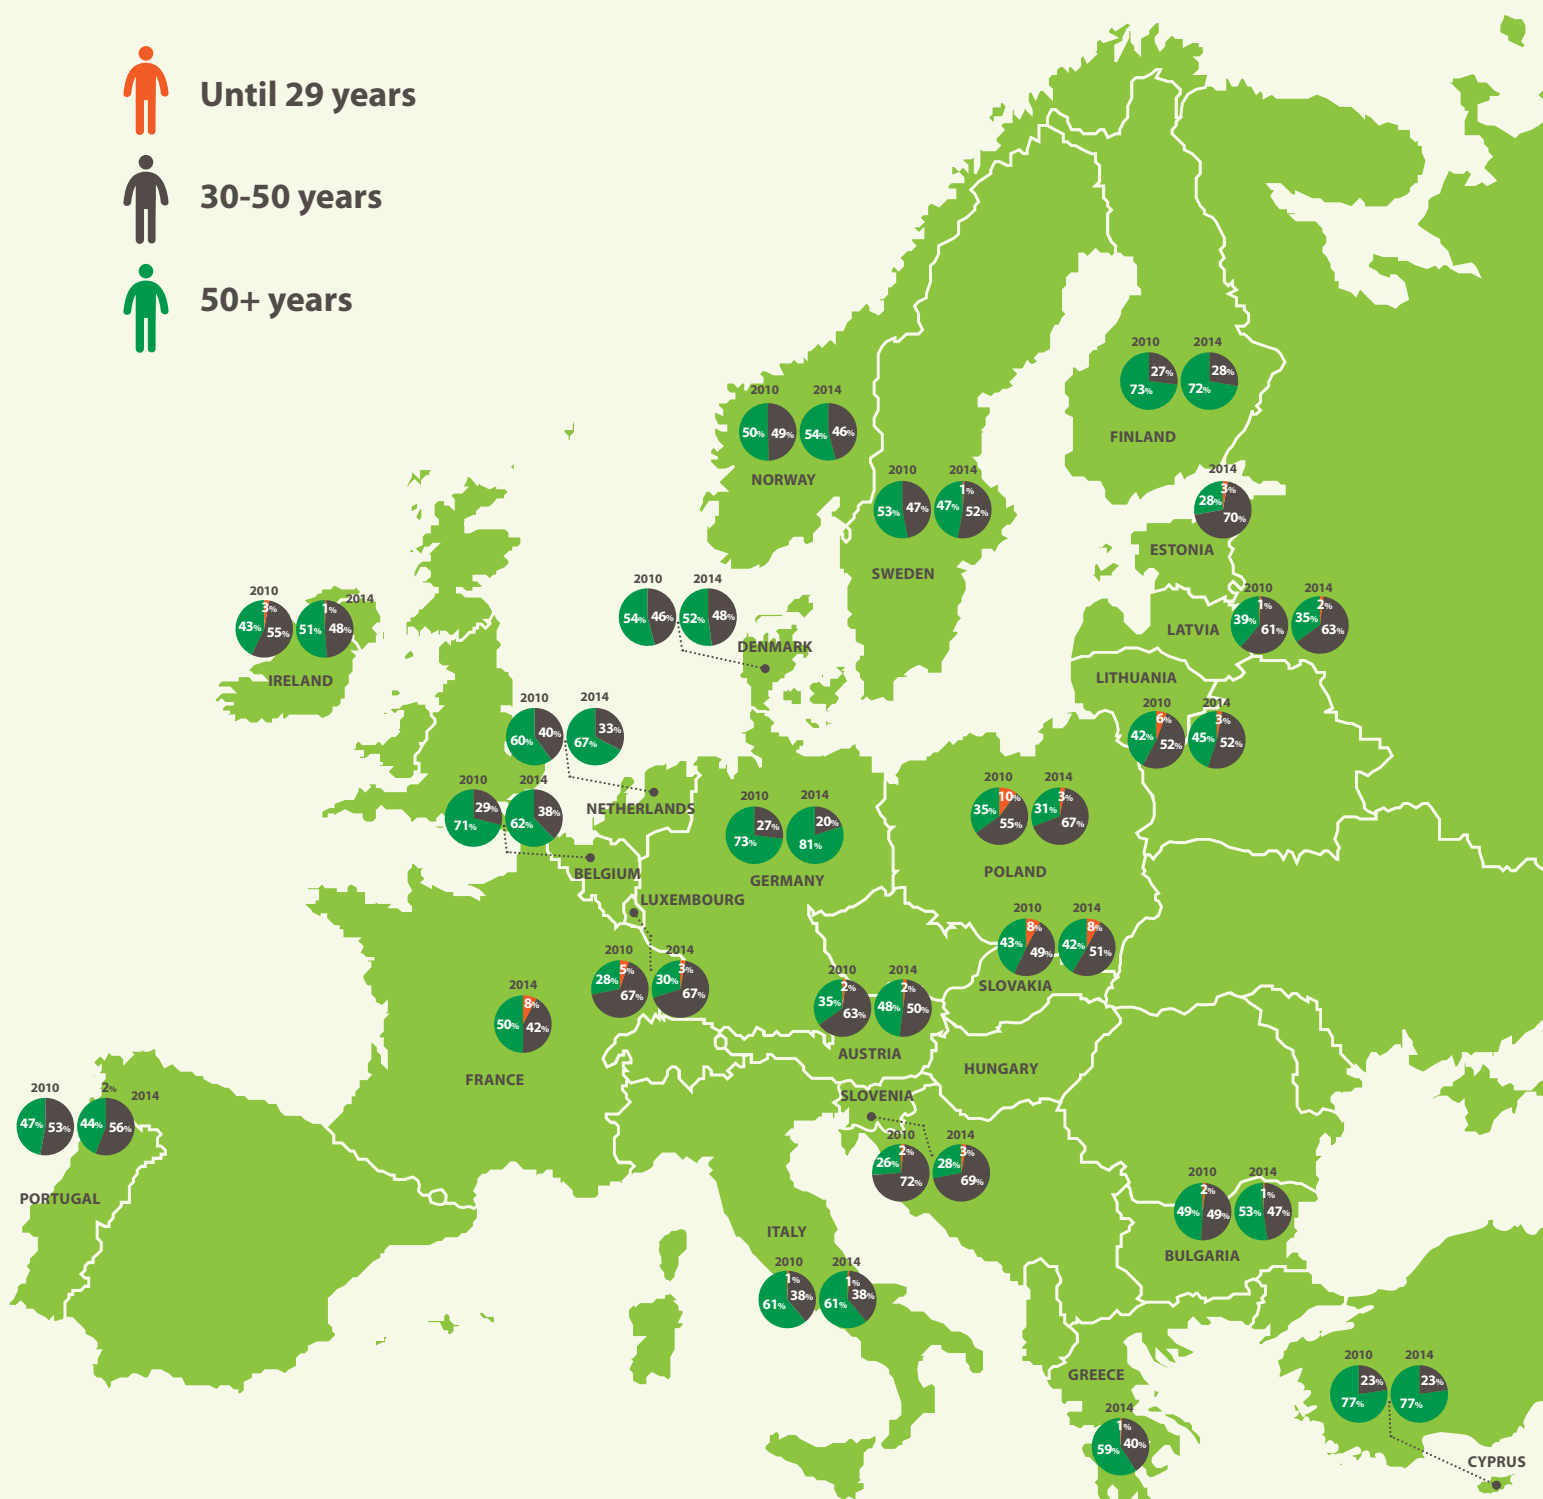 Until 29 years
30-50 years
50+ years
2010 2014
27% 28%
73% 72%
FINLAND
2010 2014
50% 49% 54% 46%
NORWAY
2010 2014
53% 47% 1% 47% 52%
SWEDEN
2014
3%
28%
70%
ESTONIA
2010 2014
3% 1%
43% 55% 51% 48%
IRELAND
2010 2014
54% 46% 52% 48%
DENMARK
2010 2014
1% 2%
39% 61% 35% 63%
LATVIA
LITHUANIA
2010 2014
6% 3%
42% 52% 45% 52%
2010 2014
60% 40% 67% 33%
NETHERLANDS
2010 2014
71% 29% 62% 38%
BELGIUM
2010 2014
73% 27% 81% 20%
GERMANY
2010 2014
10% 3%
35% 55% 31% 67%
POLAND
LUXEMBOURG
2010 2014
5% 3%
28% 67% 30% 67%
2010 2014
8% 8%
43% 49% 42% 51%
SLOVAKIA
2010 2014
2% 2%
35% 63% 48% 50%
AUSTRIA
2014
8%
50% 42%
FRANCE
HUNGARY
2010 2% 2014
47% 53% 44% 56%
PORTUGAL
SLOVENIA
2010 2014
2% 3%
26% 72% 28% 69%
2010 2014
2% 1%
49% 49% 53% 47%
BULGARIA
ITALY
2010 2014
1% 1%
61% 38% 61% 38%
GREECE
2014
1%
59% 40%
2010 2014
23% 23%
77% 77%
CYPRUS